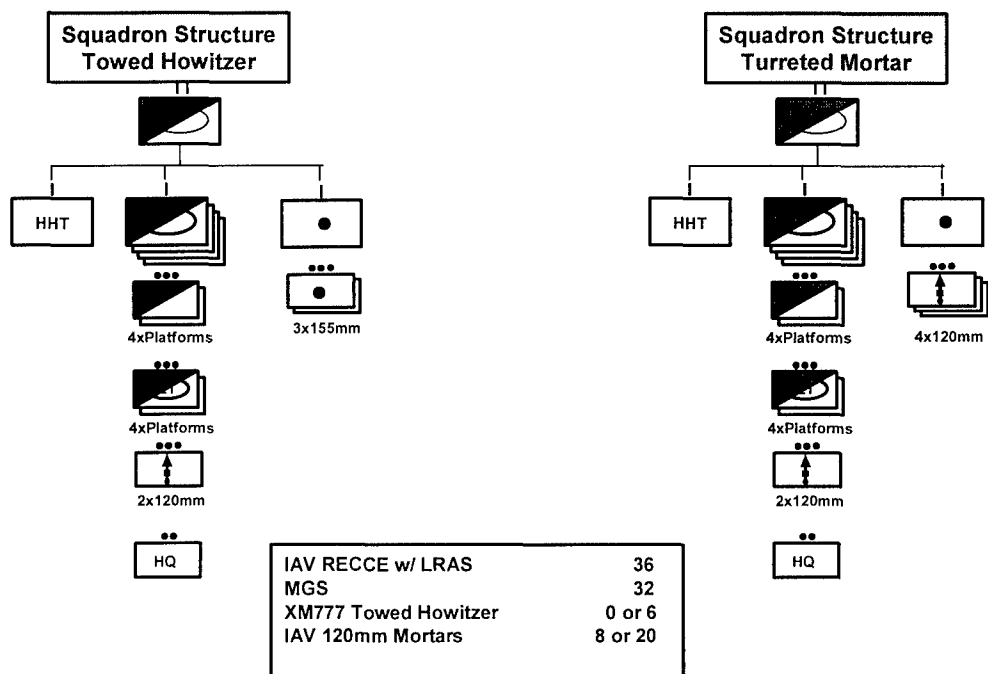 Squadron Structure
Towed Howitzer
HHT
3x155mm
4xPlatforms
4xPlatforms
2x120mm
HQ
Squadron Structure
Turreted Mortar
HHT
4x120mm
4xPlatforms
4xPlatforms
2x120mm
HQ
IAV RECCE w/ LRAS 36
MGS 32
XM777 Towed Howitzer 0 or 6
IAV 120mm Mortars 8 or 20